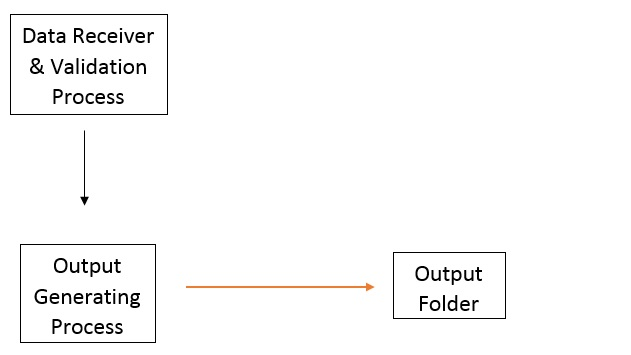 Data Receiver
& Validation
Process
Output
Generating
Process
Output
Folder